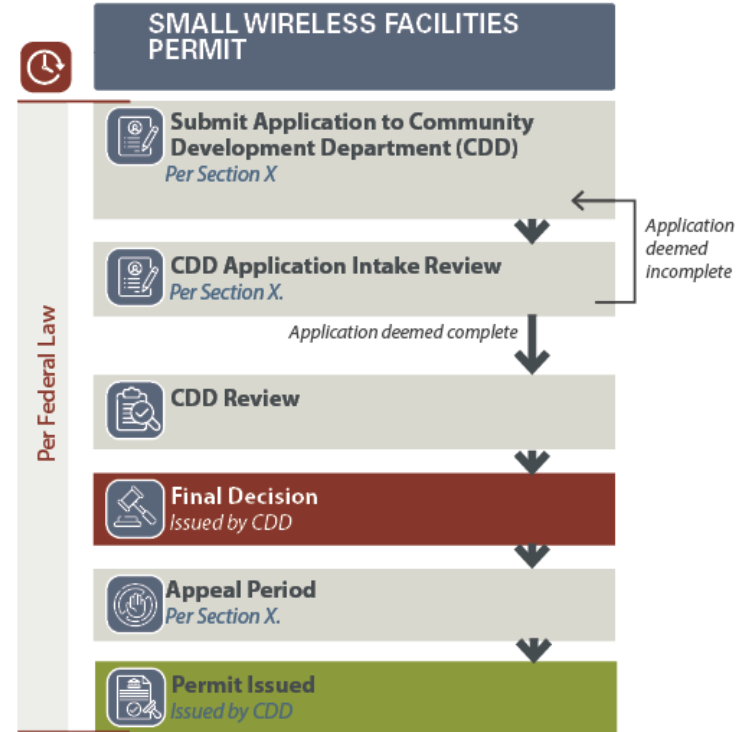 SMALL WIRELESS FACILITIES
PERMIT
Submit Application to Community
Development Department (CDD)
Per Section X
Application
deemed
incomplete
CDD Application Intake Review
Per Section X.
Application deemed complete
CDD Review
Per Federal Law
Final Decision
Issued by CDD
Appeal Period
Per Section X.
Permit Issued
Issued by CDD